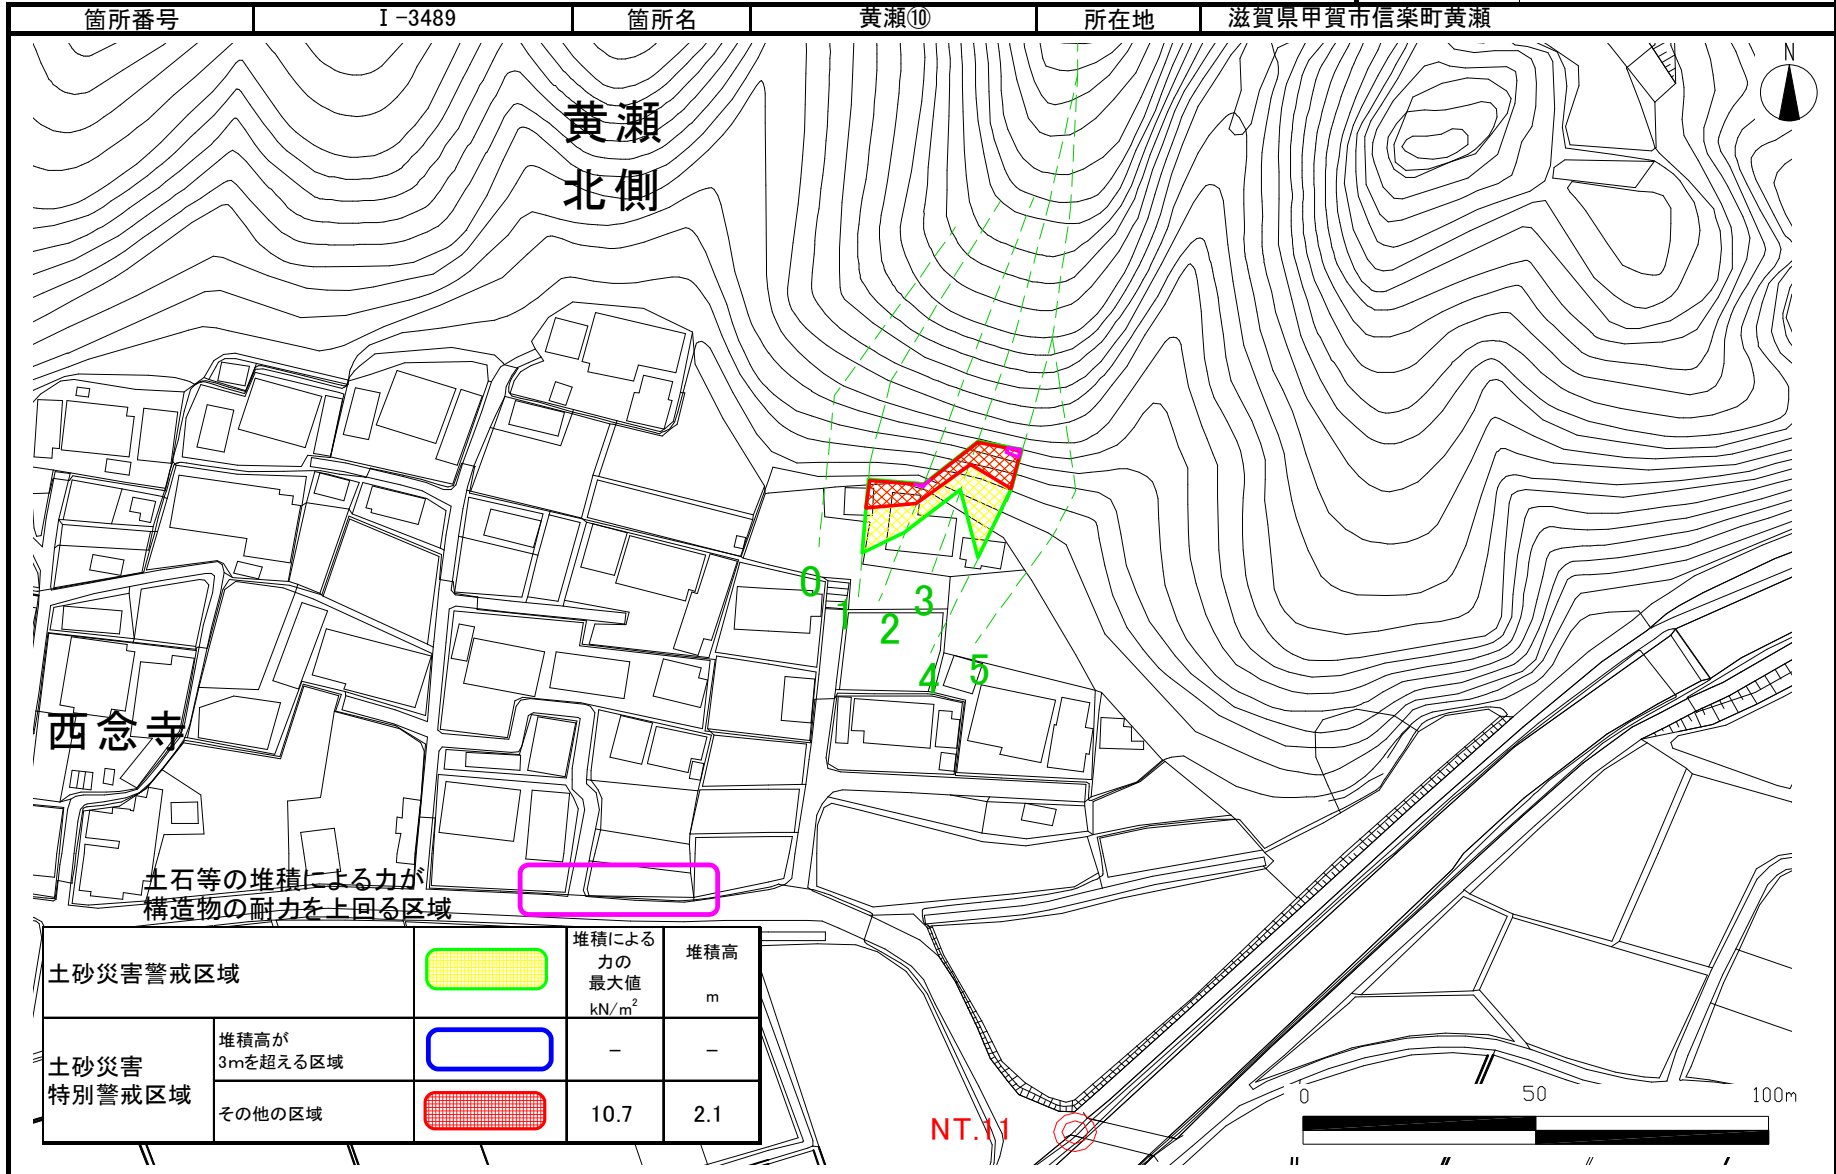 箇所番号 Ⅰ-3489 箇所名 黄瀬⑩ 所在地 滋賀県甲賀市信楽町黄瀬
N
黄瀬
北側
0
1
2
3
4
5
西念寺
土石等の堆積による力が
構造物の耐力を上回る区域
土砂災害警戒区域
堆積による
力の
最大値
kN/m²
堆積高
m
土砂災害
特別警戒区域
堆積高が
3mを超える区域
－ －
その他の区域
10.7 2.1
NT.11
0 50 100m